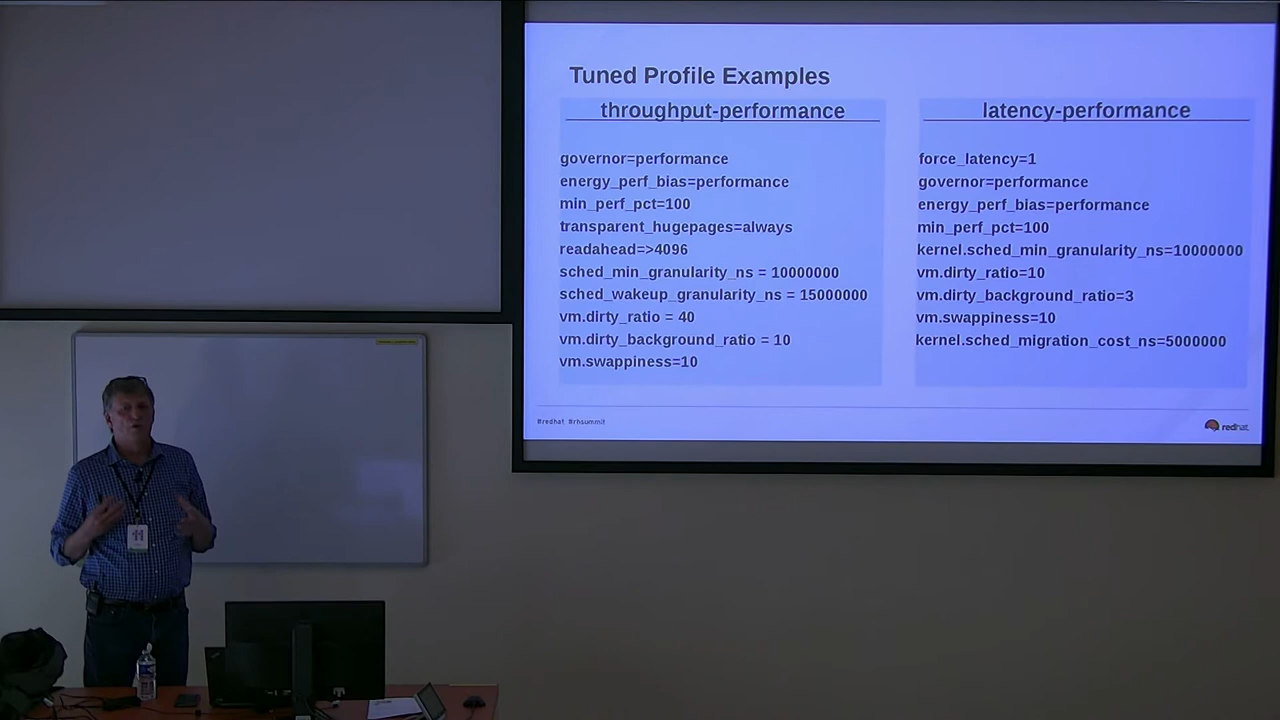 Tuned Profile Examples
throughput-performance
governor=performance
energy_perf_bias=performance
min_perf_pct=100
transparent_hugepages=always
readahead=>4096
sched_min_granularity_ns = 10000000
sched_wakeup_granularity_ns = 15000000
vm.dirty_ratio = 40
vm.dirty_background_ratio = 10
vm.swappiness=10
latency-performance
force_latency=1
governor=performance
energy_perf_bias=performance
min_perf_pct=100
kernel.sched_min_granularity_ns=10000000
vm.dirty_ratio=10
vm.dirty_background_ratio=3
vm.swappiness=10
kernel.sched_migration_cost_ns=5000000
#redhat #rhsummit
redhat.